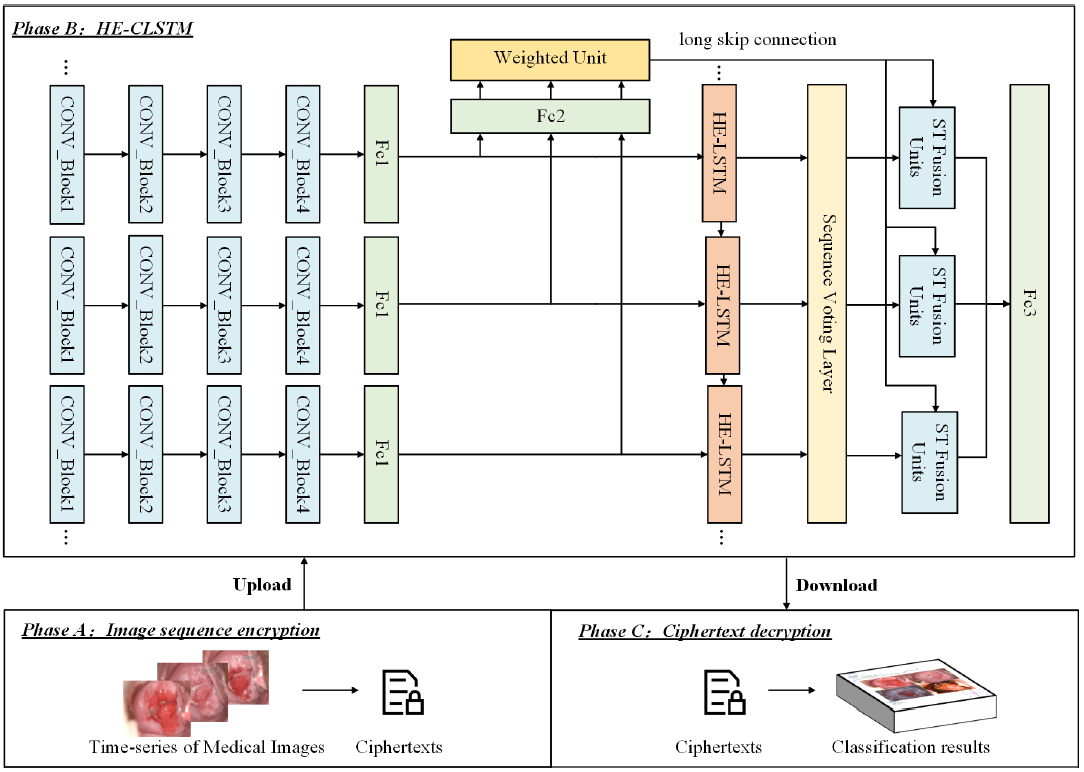 Phase B：HE-CLSTM
Weighted Unit
long skip connection
Fc2
...
CONV_Block1
CONV_Block2
CONV_Block3
CONV_Block4
Fc1
...
HE-LSTM
Sequence Voting Layer
ST Fusion
Units
Fc3
CONV_Block1
CONV_Block2
CONV_Block3
CONV_Block4
Fc1
HE-LSTM
ST Fusion
Units
CONV_Block1
CONV_Block2
CONV_Block3
CONV_Block4
Fc1
HE-LSTM
ST Fusion
Units
...
...
Upload
Download
Phase A：Image sequence encryption
Time-series of Medical Images
Ciphertexts
Phase C：Ciphertext decryption
Ciphertexts
Classification results